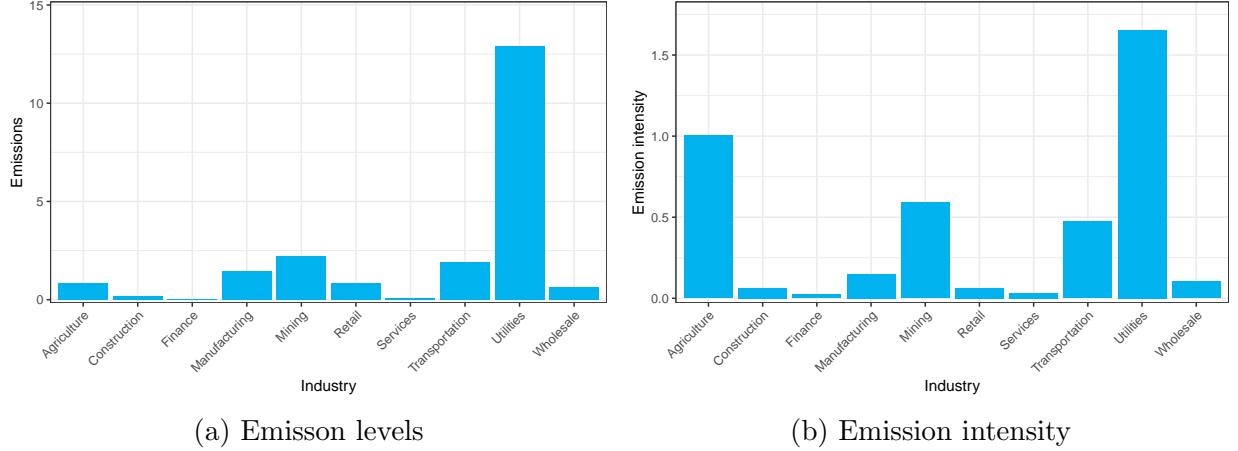 15
10
5
0
Emissions
Agriculture
Construction
Finance
Manufacturing
Mining
Retail
Services
Transportation
Utilities
Wholesale
Industry
(a) Emisson levels
1.5
1.0
0.5
0.0
Emission intensity
Agriculture
Construction
Finance
Manufacturing
Mining
Retail
Services
Transportation
Utilities
Wholesale
Industry
(b) Emission intensity